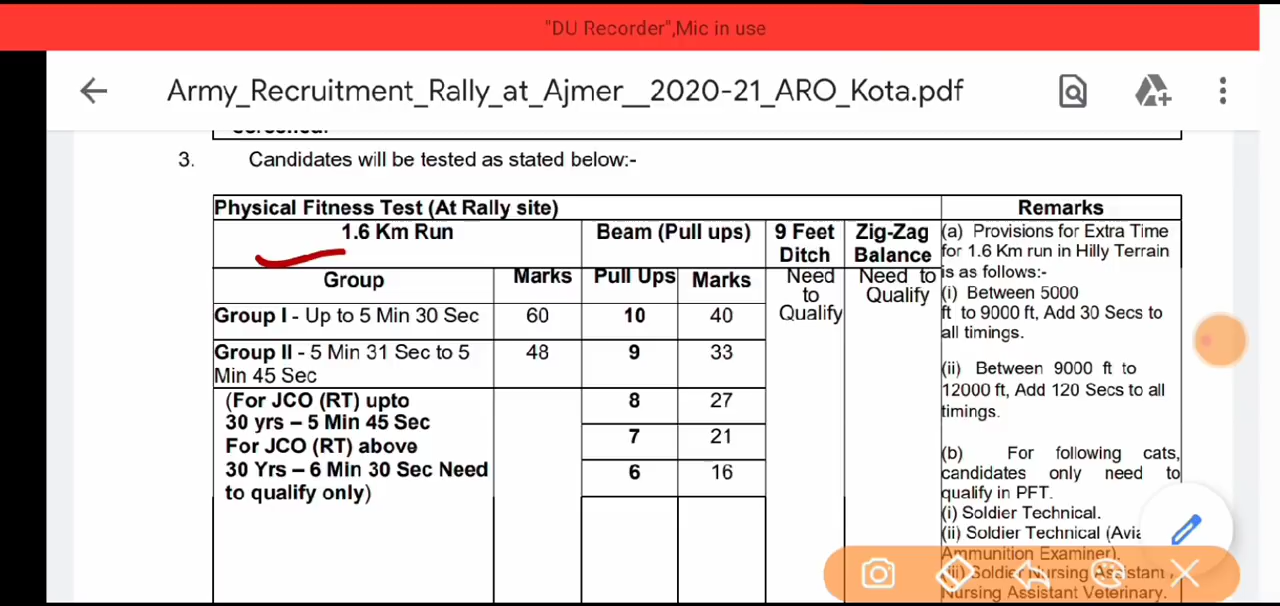 "DU Recorder",Mic in use
Army_Recruitment_Rally_at_Ajmer__2020-21_ARO_Kota.pdf
3. Candidates will be tested as stated below:-
Physical Fitness Test (At Rally site)
Remarks
1.6 Km Run
Beam (Pull ups)
9 Feet
Ditch
Zig-Zag
Balance
Group
Marks
Pull Ups
Marks
Need
to
Qualify
Need to
Qualify
Group I - Up to 5 Min 30 Sec
60
10
40
Group II - 5 Min 31 Sec to 5
Min 45 Sec
48
9
33
(For JCO (RT) upto
30 yrs – 5 Min 45 Sec
For JCO (RT) above
30 Yrs – 6 Min 30 Sec Need
to qualify only)
8
27
7
21
6
16
(a) Provisions for Extra Time
for 1.6 Km run in Hilly Terrain
is as follows:-
(i) Between 5000
ft to 9000 ft, Add 30 Secs to
all timings.
(ii) Between 9000 ft to
12000 ft, Add 120 Secs to all
timings.
(b) For following cats,
candidates only need to
qualify in PFT.
(i) Soldier Technical.
(ii) Soldier Technical (Avia
Ammunition Examiner).
(iii) Soldier Nursing Assistant
Nursing Assistant Veterinary.